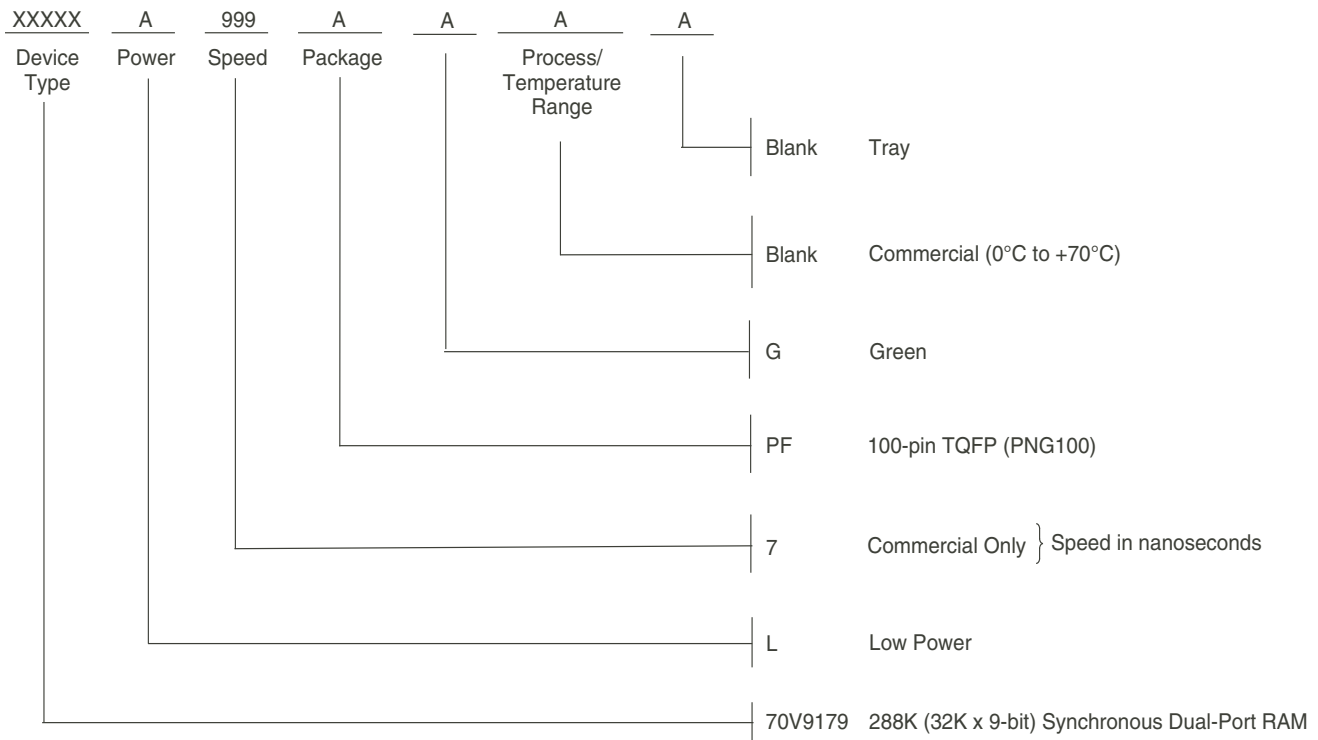 XXXXX A 999 A A A A
Device Type Power Speed Package Process/ Temperature Range
Blank Tray
Blank Commercial (0°C to +70°C)
G Green
PF 100-pin TQFP (PNG100)
7 Commercial Only } Speed in nanoseconds
L Low Power
70V9179 288K (32K x 9-bit) Synchronous Dual-Port RAM